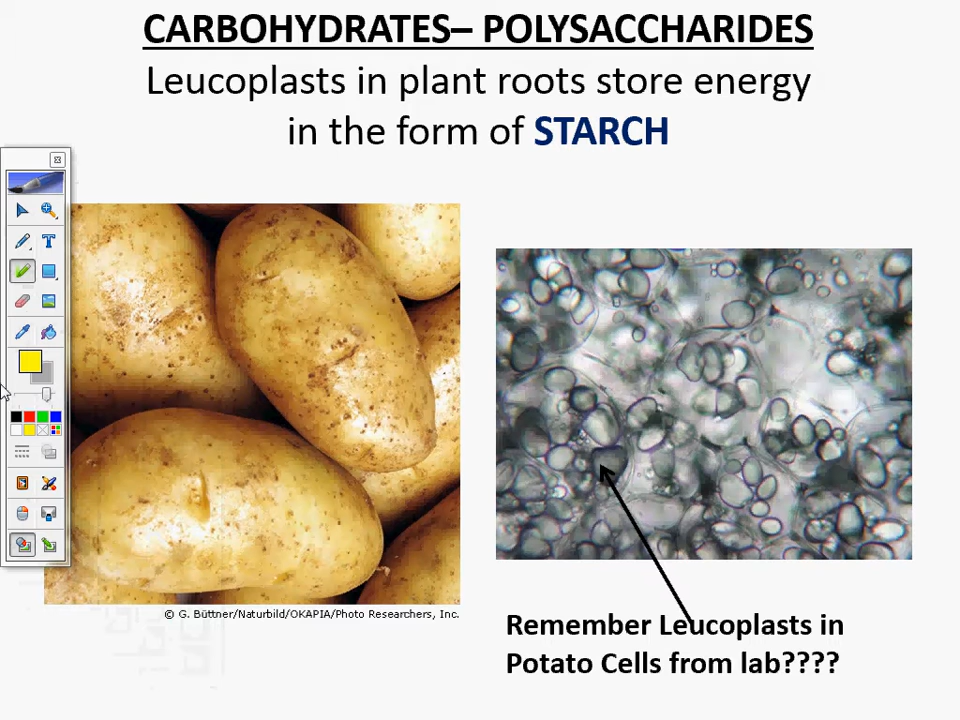 CARBOHYDRATES– POLYSACCHARIDES
Leucoplasts in plant roots store energy
in the form of STARCH
© G. Büttner/Naturbild/OKAPIA/Photo Researchers, Inc.
Remember Leucoplasts in
Potato Cells from lab????